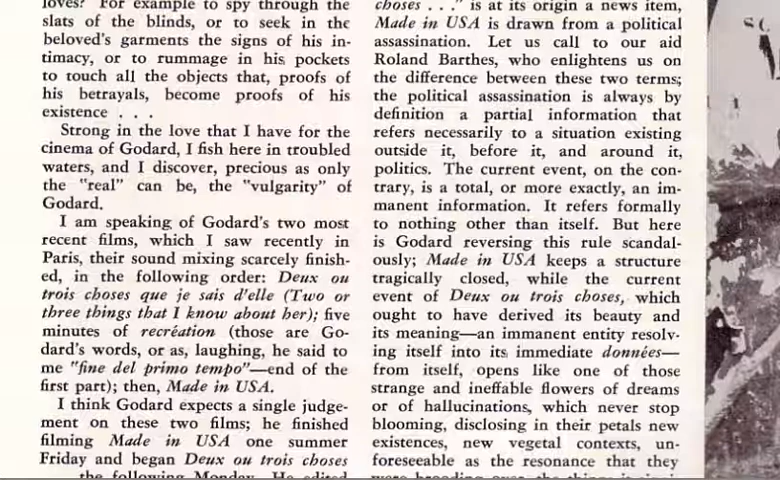 loves? For example to spy through the
slats of the blinds, or to seek in the
beloved's garments the signs of his in-
timacy, or to rummage in his pockets
to touch all the objects that, proofs of
his betrayals, become proofs of his
existence . . .
Strong in the love that I have for the
cinema of Godard, I fish here in troubled
waters, and I discover, precious as only
the "real" can be, the "vulgarity" of
Godard.
I am speaking of Godard's two most
recent films, which I saw recently in
Paris, their sound mixing scarcely finish-
ed, in the following order: Deux ou
trois choses que je sais d'elle (Two or
three things that I know about her); five
minutes of recréation (those are Go-
dard's words, or as, laughing, he said to
me "fine del primo tempo"—end of the
first part); then, Made in USA.
I think Godard expects a single judge-
ment on these two films; he finished
filming Made in USA one summer
Friday and began Deux ou trois choses
the following Monday. He edited
choses . . ." is at its origin a news item,
Made in USA is drawn from a political
assassination. Let us call to our aid
Roland Barthes, who enlightens us on
the difference between these two terms;
the political assassination is always by
definition a partial information that
refers necessarily to a situation existing
outside it, before it, and around it,
politics. The current event, on the con-
trary, is a total, or more exactly, an im-
manent information. It refers formally
to nothing other than itself. But here
is Godard reversing this rule scandal-
ously; Made in USA keeps a structure
tragically closed, while the current
event of Deux ou trois choses, which
ought to have derived its beauty and
its meaning—an immanent entity resolv-
ing itself into its immediate données—
from itself, opens like one of those
strange and ineffable flowers of dreams
or of hallucinations, which never stop
blooming, disclosing in their petals new
existences, new vegetal contexts, un-
foreseeable as the resonance that they